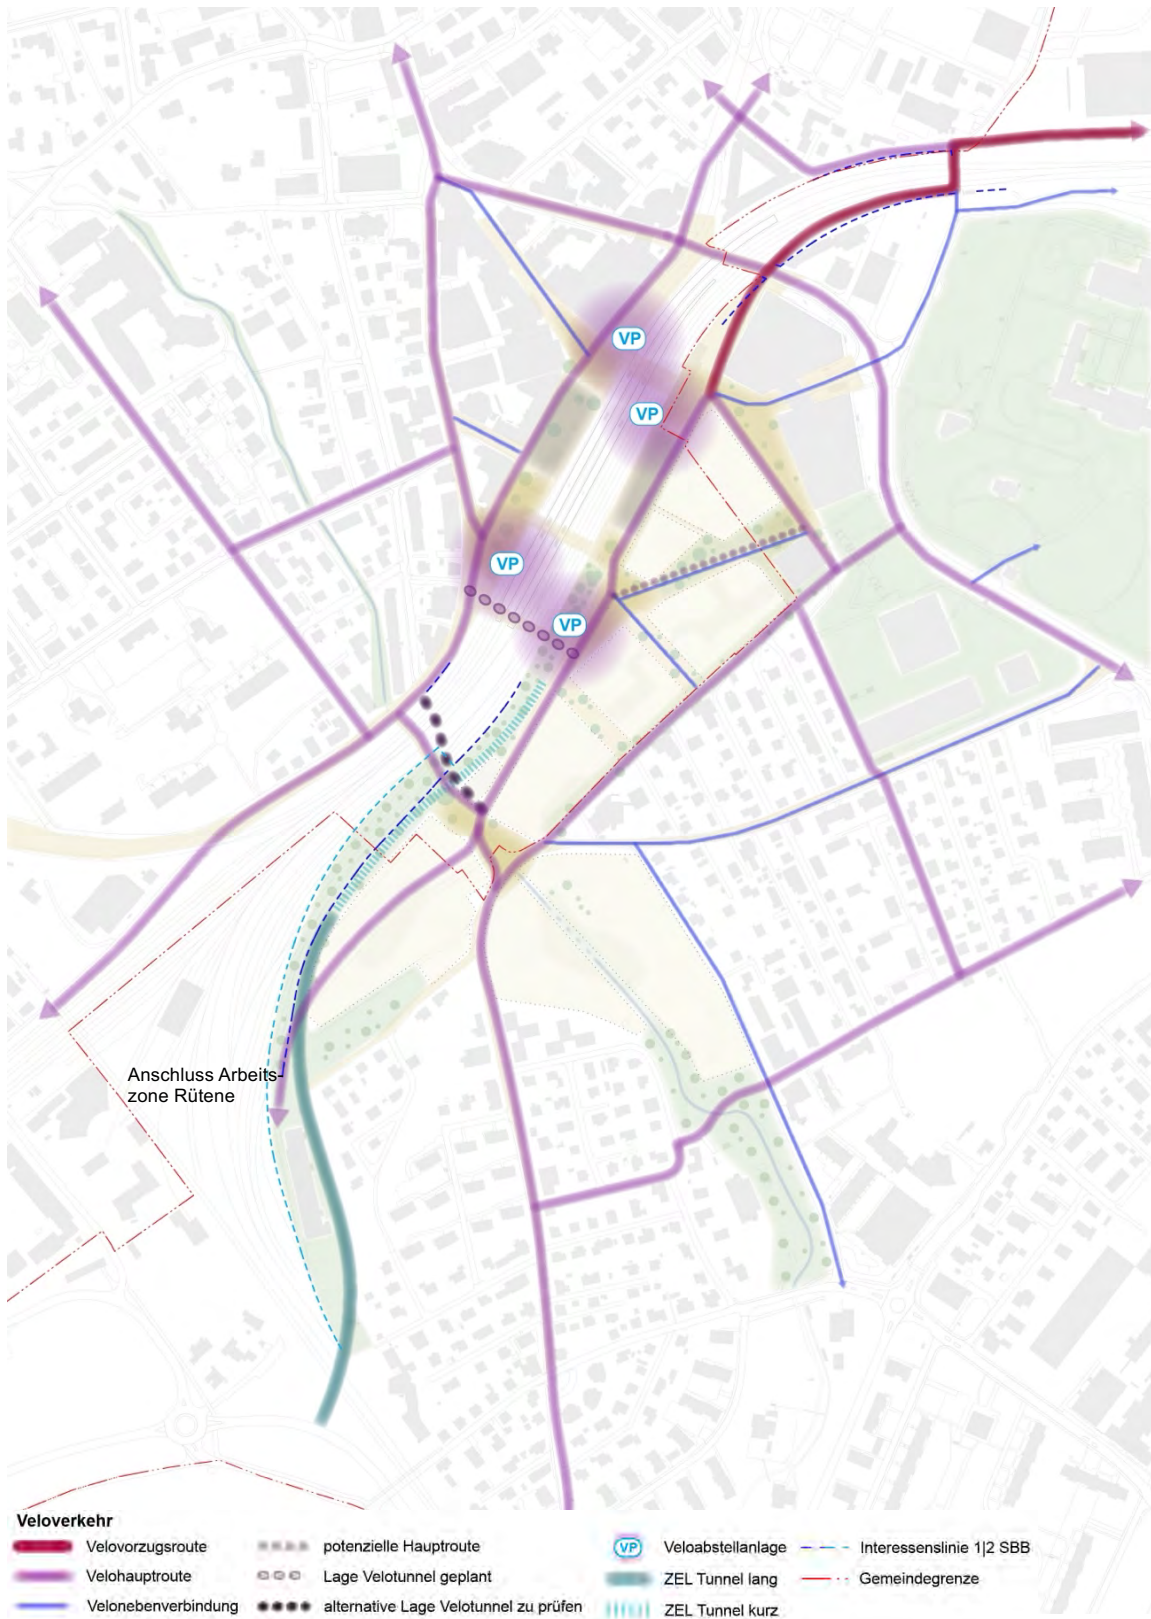 VP
VP
VP
VP
Anschluss Arbeits-
zone Rütene
Veloverkehr
Velovorzugsroute
Velohauptroute
Velonebenverbindung
potenzielle Hauptroute
Lage Velotunnel geplant
alternative Lage Velotunnel zu prüfen
VP Veloabstellanlage
ZEL Tunnel lang
ZEL Tunnel kurz
Interessenslinie 1|2 SBB
Gemeindegrenze